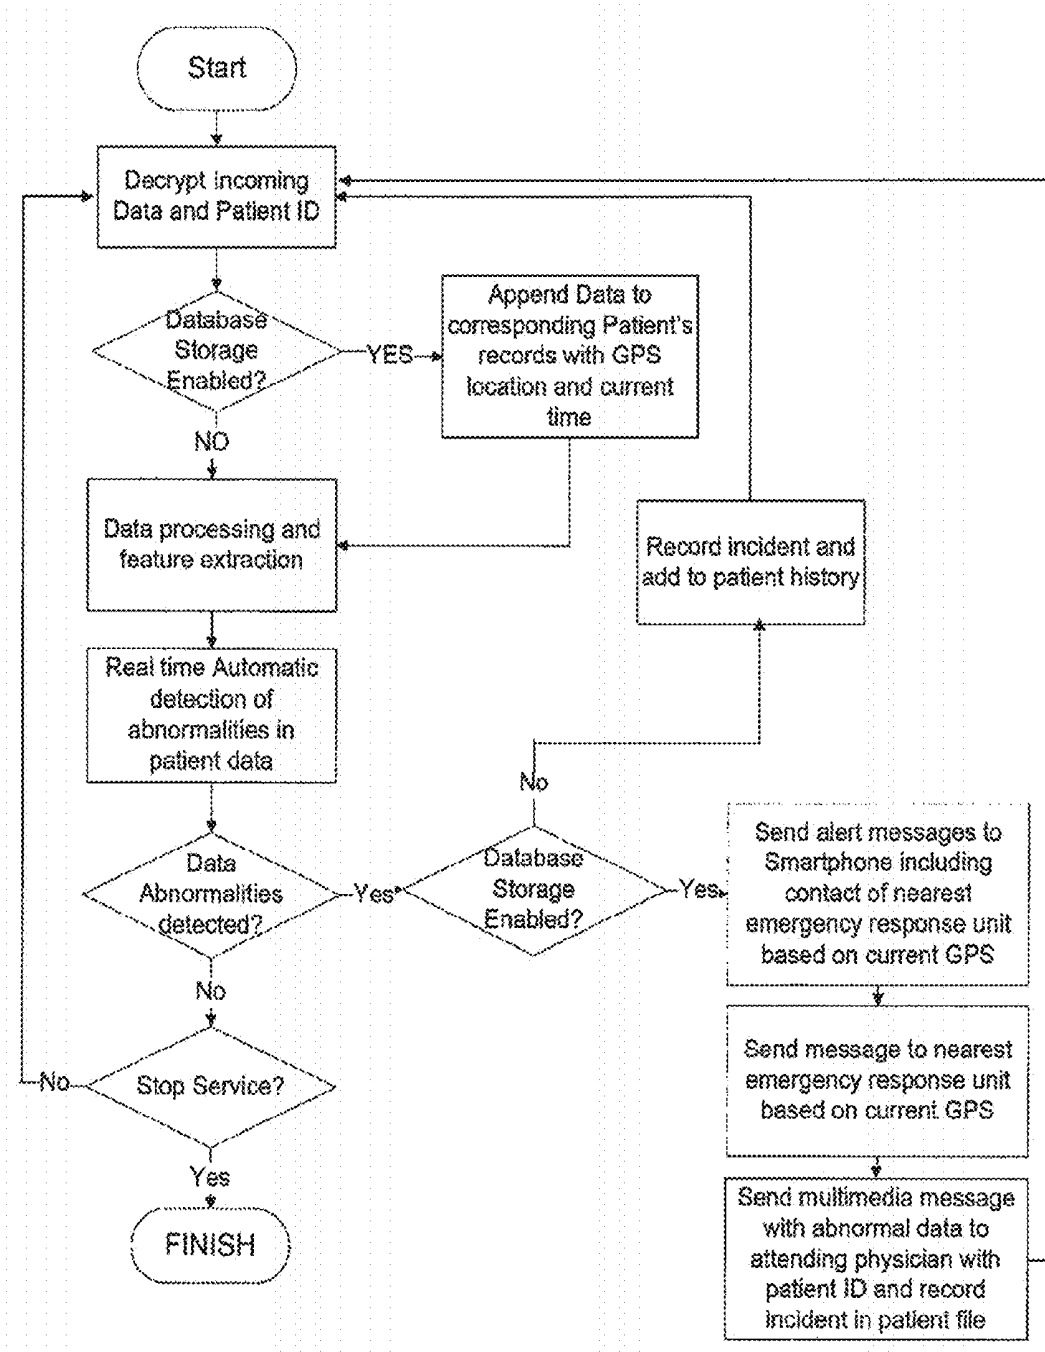 Start
Decrypt Incoming
Data and Patient ID
Database
Storage
Enabled?
YES
Append Data to
corresponding Patient's
records with GPS
location and current
time
NO
Data processing and
feature extraction
Record incident and
add to patient history
Real time Automatic
detection of
abnormalities in
patient data
No
Data
Abnormalities
detected?
Yes
Database
Storage
Enabled?
Yes
Send alert messages to
Smartphone including
contact of nearest
emergency response unit
based on current GPS
No
Send message to nearest
emergency response unit
based on current GPS
Stop Service?
No
Yes
Send multimedia message
with abnormal data to
attending physician with
patient ID and record
incident in patient file
FINISH